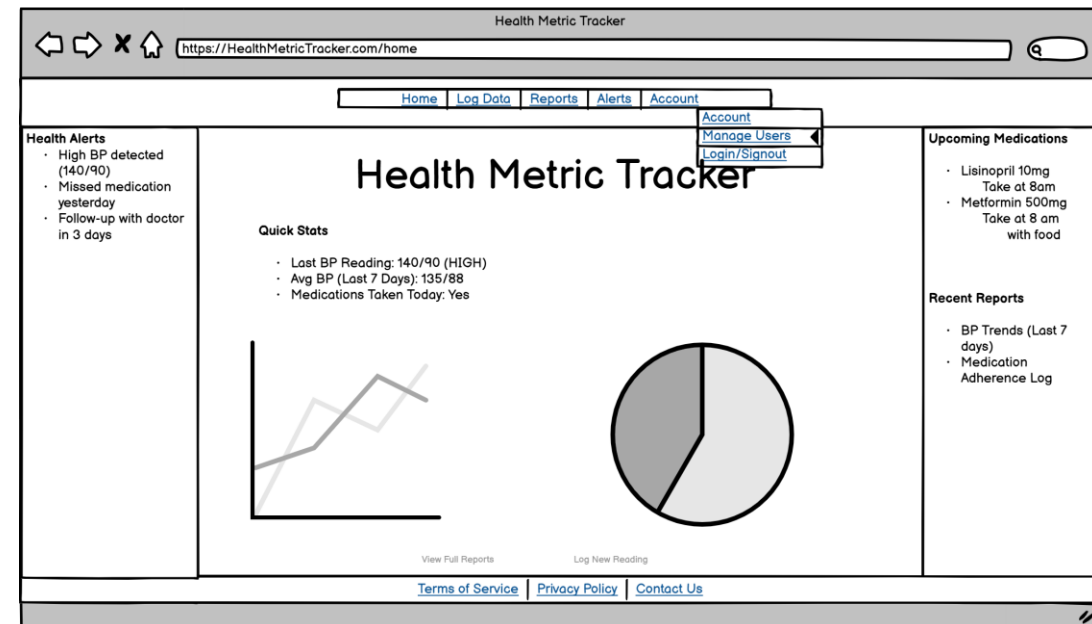 Health Metric Tracker
https://HealthMetricTracker.com/home
Home
Log Data
Reports
Alerts
Account
Account
Manage Users
Login/Signout
Health Alerts
· High BP detected
(140/90)
· Missed medication
yesterday
· Follow-up with doctor
in 3 days
Health Metric Tracker
Quick Stats
· Last BP Reading: 140/90 (HIGH)
· Avg BP (Last 7 Days): 135/88
· Medications Taken Today: Yes
View Full Reports
Log New Reading
Upcoming Medications
· Lisinopril 10mg
Take at 8am
· Metformin 500mg
Take at 8 am
with food
Recent Reports
· BP Trends (Last 7
days)
· Medication
Adherence Log
Terms of Service
Privacy Policy
Contact Us